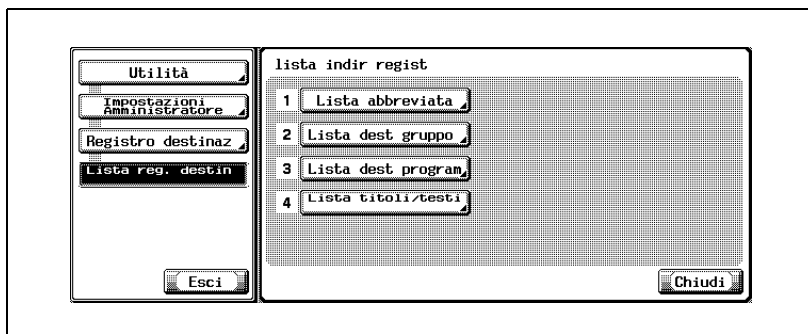 Utilità
Impostazioni
Amministratore
Registro destinaz
Lista reg. destin
Esci
lista indir regist
1 Lista abbreviata
2 Lista dest gruppo
3 Lista dest program
4 Lista titoli/testi
Chiudi